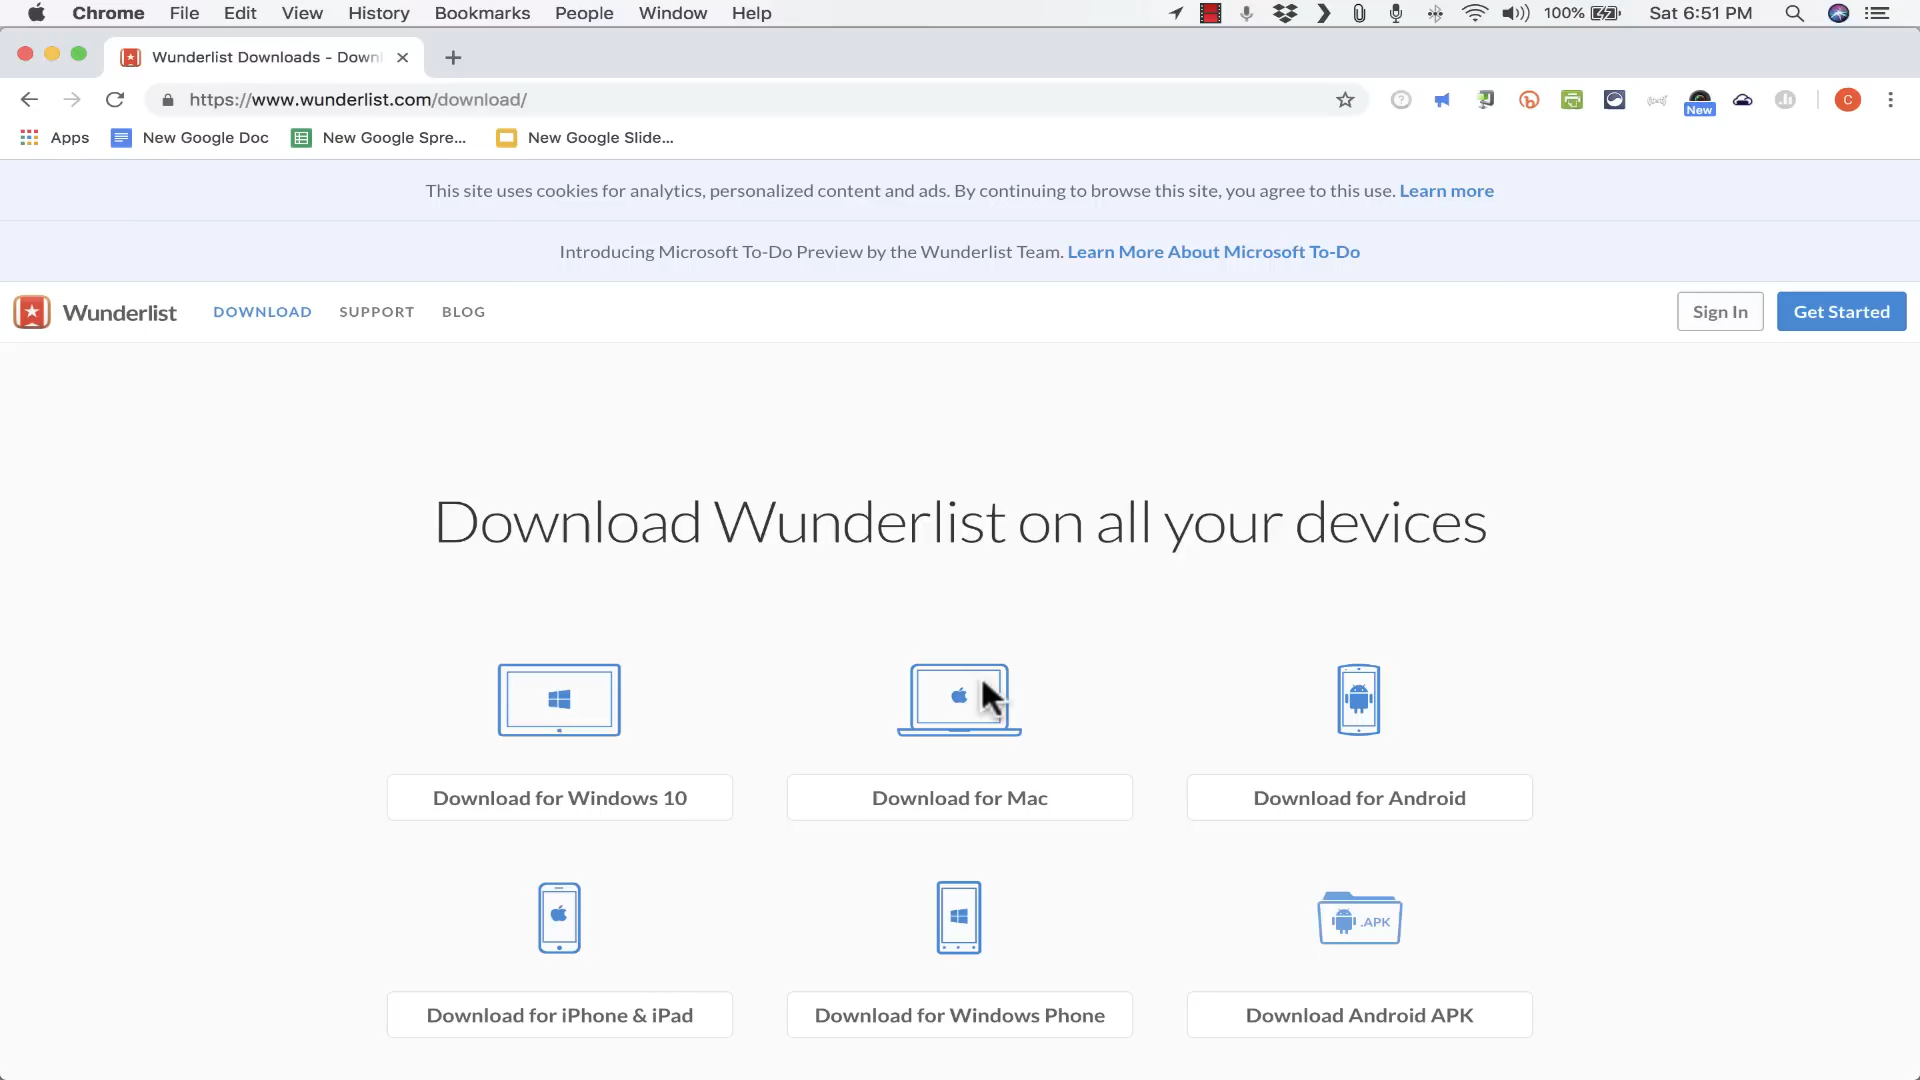 Chrome File Edit View History Bookmarks People Window Help 100% Sat 6:51 PM
Wunderlist Downloads - Down
https://www.wunderlist.com/download/ New C
Apps New Google Doc New Google Spre... New Google Slide...
This site uses cookies for analytics, personalized content and ads. By continuing to browse this site, you agree to this use. Learn more
Introducing Microsoft To-Do Preview by the Wunderlist Team. Learn More About Microsoft To-Do
Wunderlist DOWNLOAD SUPPORT BLOG Sign In Get Started
Download Wunderlist on all your devices
Download for Windows 10 Download for Mac Download for Android
.APK
Download for iPhone & iPad Download for Windows Phone Download Android APK